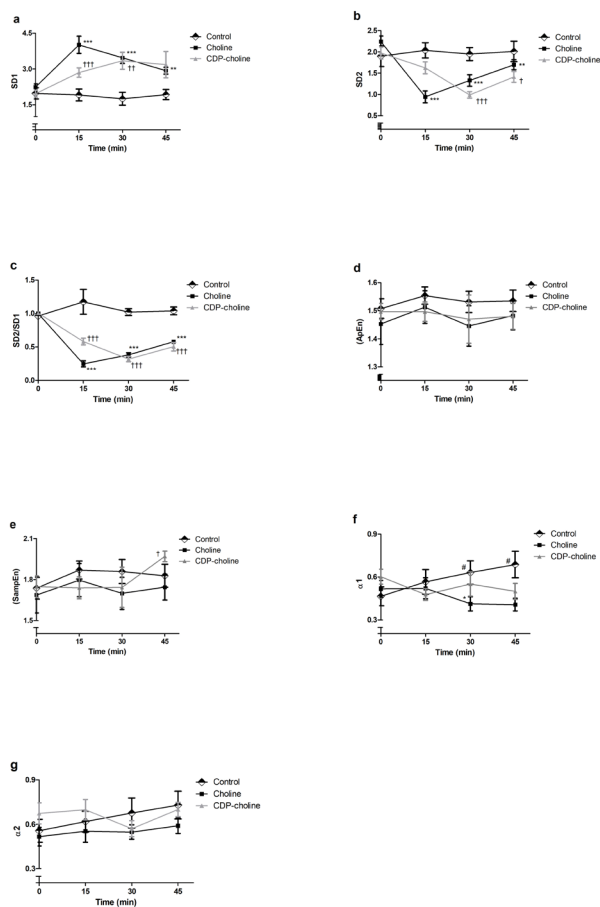 a
Control
Choline
CDP-choline
SD1
4.5
3.0
1.5
***
†††
***
††
**
0 15 30 45
Time (min)
b
Control
Choline
CDP-choline
SD2
2.5
2.0
1.5
1.0
0.5
***
***
†††
**
†
0 15 30 45
Time (min)
c
Control
Choline
CDP-choline
SD2/SD1
1.5
1.0
0.5
0.0
†††
***
***
†††
***
†††
0 15 30 45
Time (min)
d
Control
Choline
CDP-choline
(ApEn)
1.6
1.5
1.4
1.3
0 15 30 45
Time (min)
e
Control
Choline
CDP-choline
(SampEn)
2.1
1.8
1.5
†
0 15 30 45
Time (min)
f
Control
Choline
CDP-choline
α1
0.9
0.6
0.3
#
*
#
0 15 30 45
Time (min)
g
Control
Choline
CDP-choline
α2
0.9
0.6
0.3
0 15 30 45
Time (min)